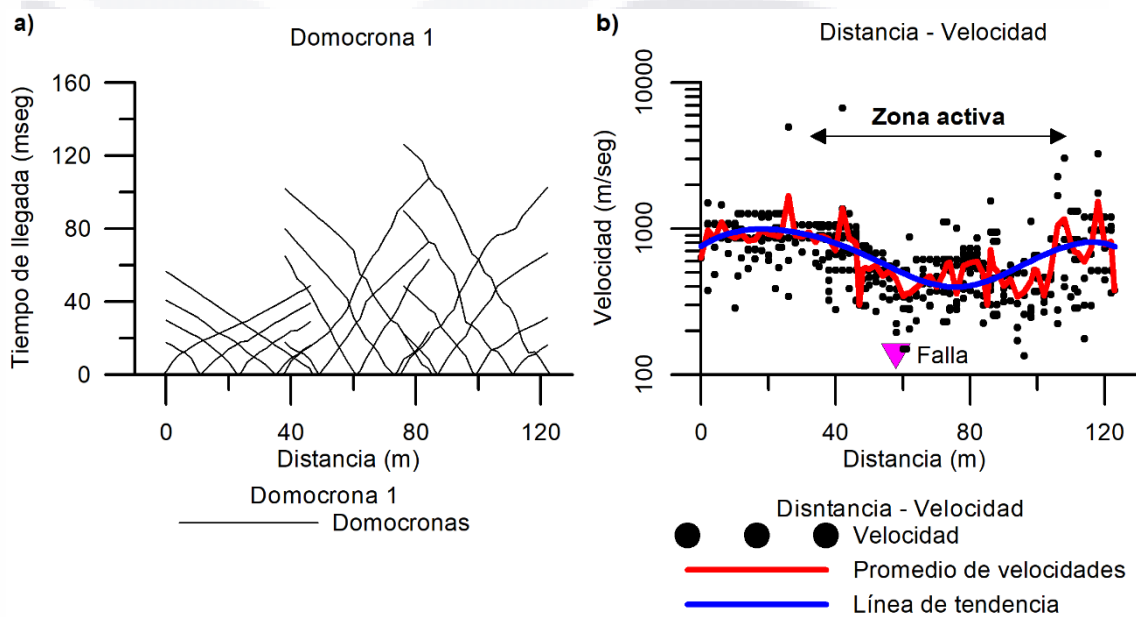 a)
Domocrona 1
Tiempo de llegada (mseg)
160
120
80
40
0
0
40
80
120
Distancia (m)
Domocrona 1
Domocronas
b)
Distancia - Velocidad
Velocidad (m/seg)
10000
1000
100
Zona activa
Falla
0
40
80
120
Distancia (m)
Disntancia - Velocidad
Velocidad
Promedio de velocidades
Línea de tendencia